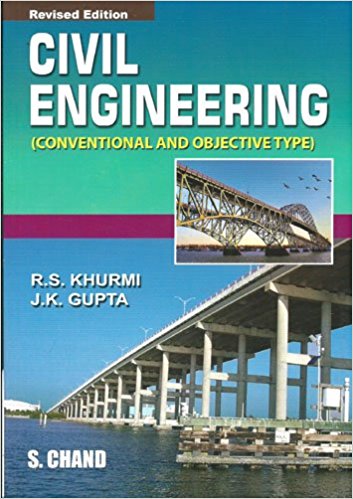 Revised Edition
CIVIL
ENGINEERING
(CONVENTIONAL AND OBJECTIVE TYPE)
R.S. KHURMI
J.K. GUPTA
S. CHAND